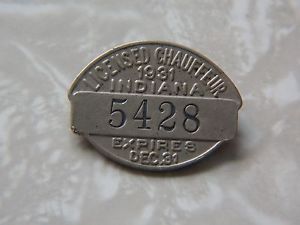 LICENSED CHAUFFEUR
1931
INDIANA
5428
EXPIRES
DEC. 31